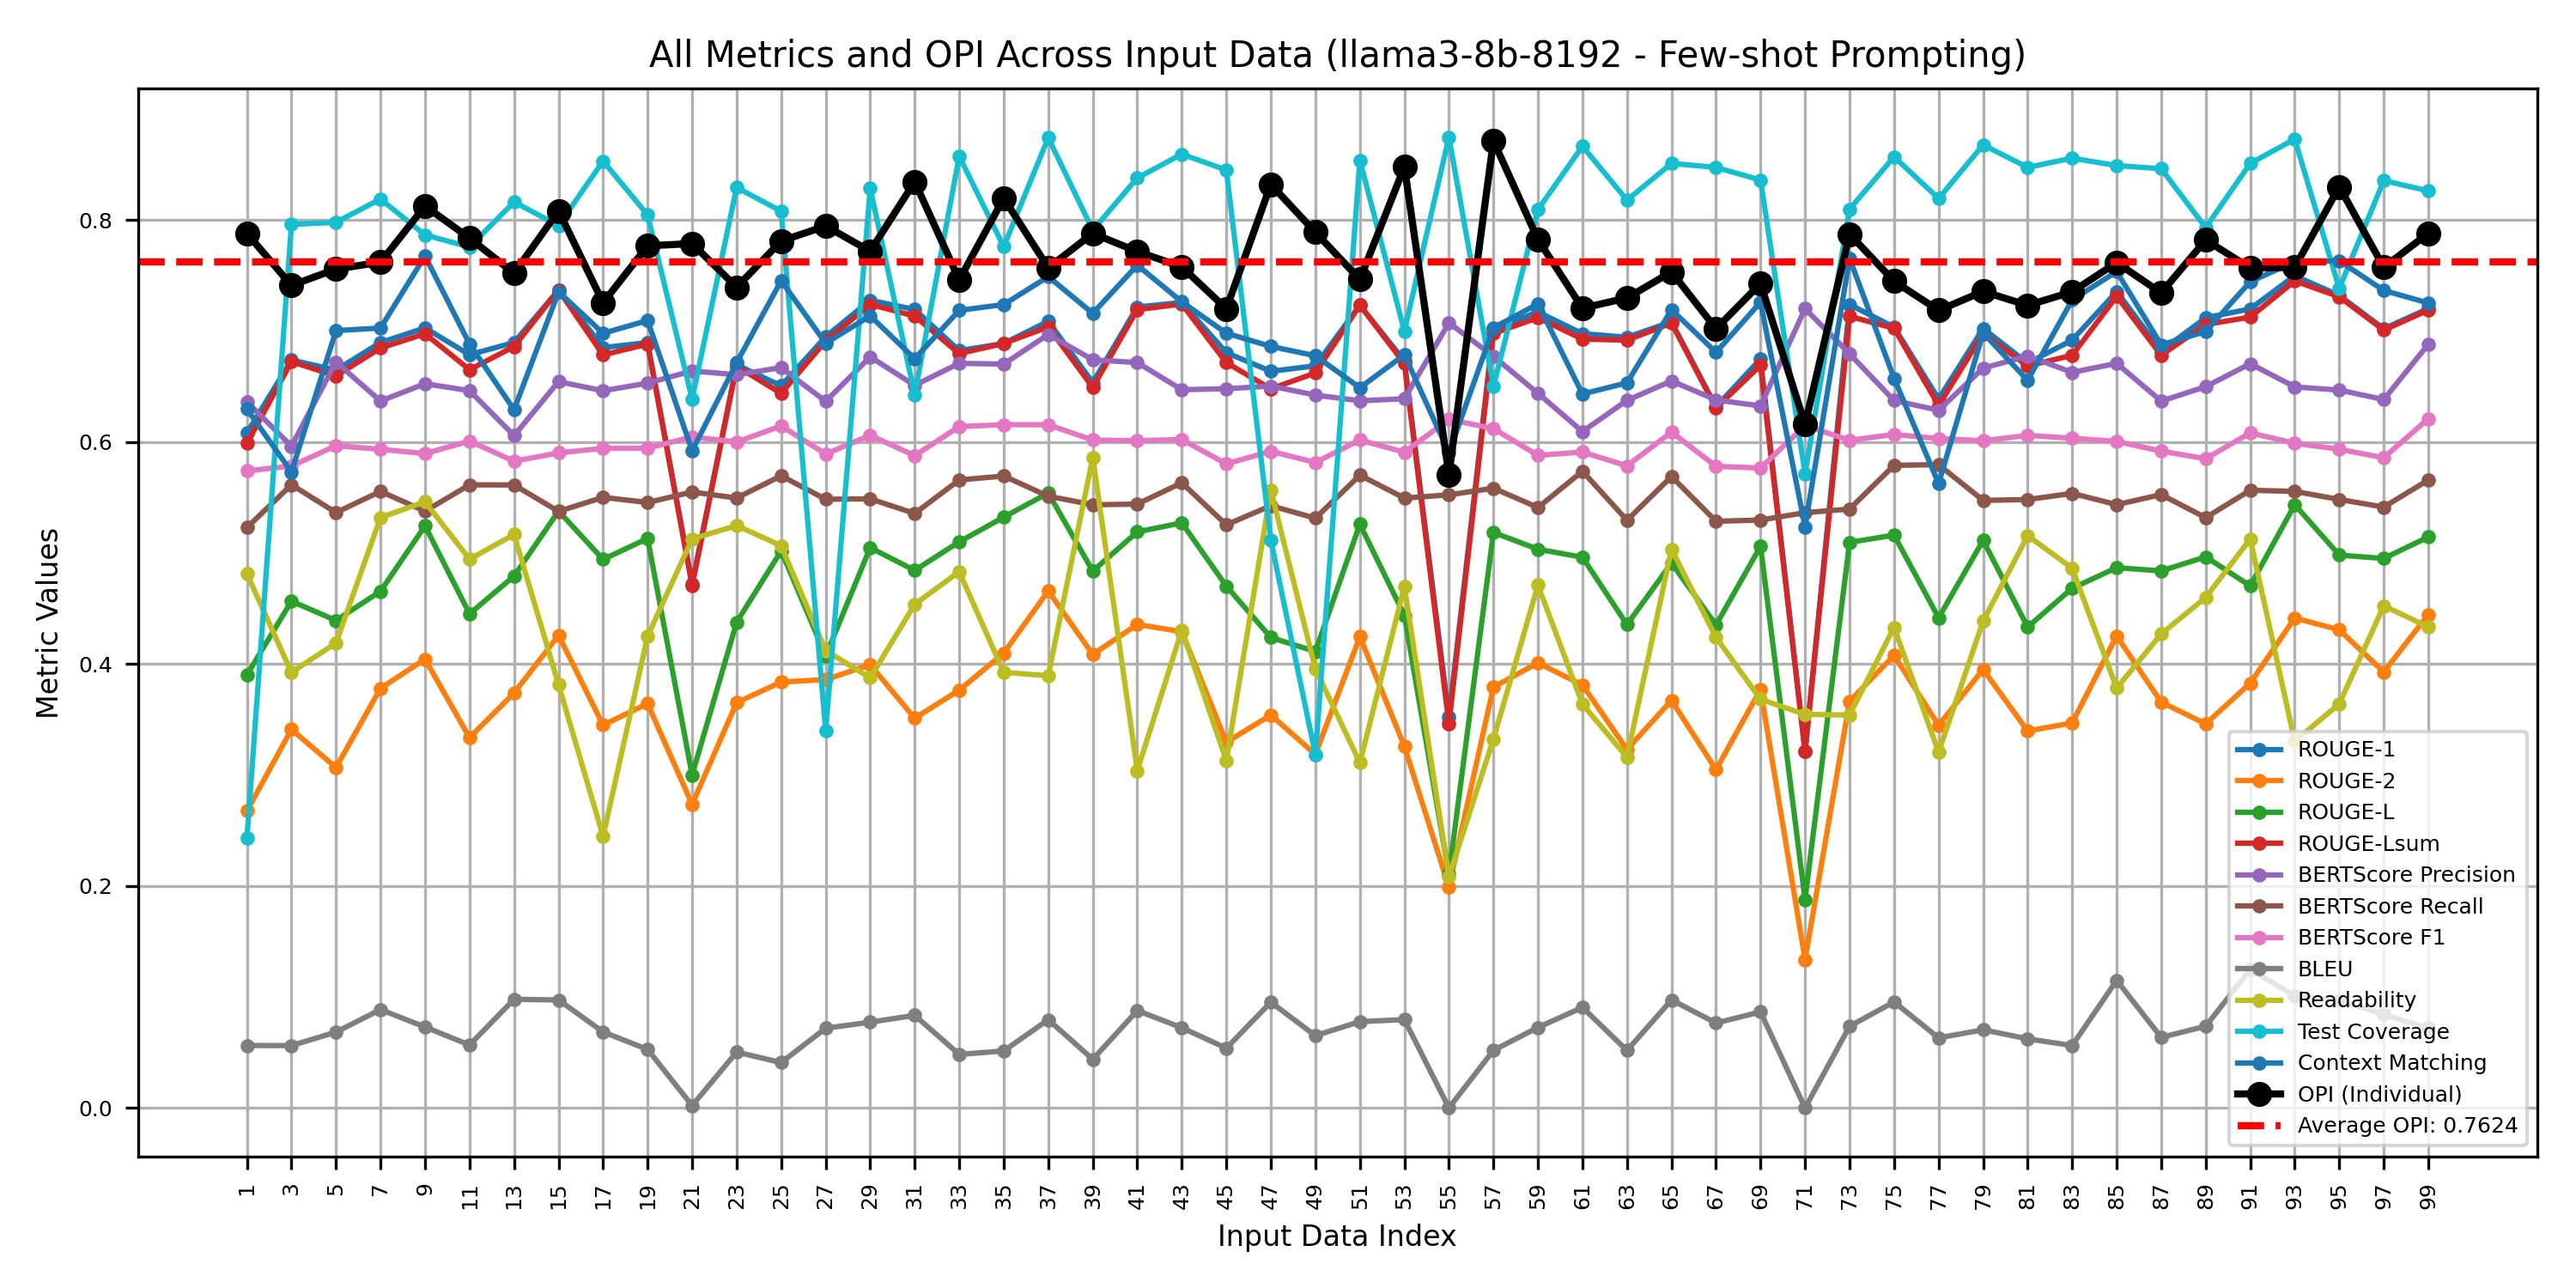 All Metrics and OPI Across Input Data (llama3-8b-8192 - Few-shot Prompting)
Metric Values
0.8
0.6
0.4
0.2
0.0
ROUGE-1
ROUGE-2
ROUGE-L
ROUGE-Lsum
BERTScore Precision
BERTScore Recall
BERTScore F1
BLEU
Readability
Test Coverage
Context Matching
OPI (Individual)
Average OPI: 0.7624
1 3 5 7 9 11 13 15 17 19 21 23 25 27 29 31 33 35 37 39 41 43 45 47 49 51 53 55 57 59 61 63 65 67 69 71 73 75 77 79 81 83 85 87 89 91 93 95 97 99
Input Data Index